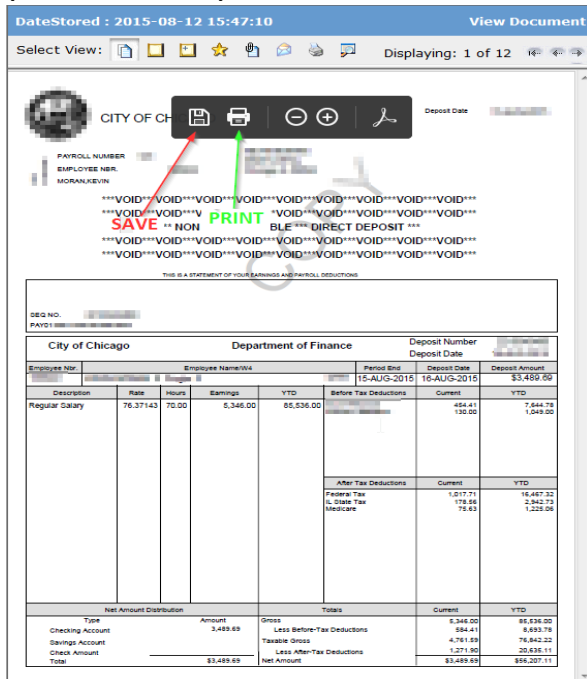 DateStored : 2015-08-12 15:47:10 View Document
Select View: Displaying: 1 of 12
CITY OF CH
Deposit Date
PAYROLL NUMBER
EMPLOYEE NBR.
MORAN,KEVIN
***VOID***VOID***VOID***VOID***VOID***VOID***VOID***VOID***
***VOID***VOID***V *VOID***VOID***VOID***VOID***
SAVE PRINT
** NON BLE *** DIRECT DEPOSIT ***
***VOID***VOID***VOID***VOID***VOID***VOID***VOID***VOID***
***VOID***VOID***VOID***VOID***VOID***VOID***VOID***VOID***
COPY
THIS IS A STATEMENT OF YOUR EARNINGS AND PAYROLL DEDUCTIONS
SEQ NO.
PAYD1
City of Chicago Department of Finance Deposit Number
Deposit Date
Employee Nbr. Employee Name/W4 Period End Deposit Date Deposit Amount
15-AUG-2015 16-AUG-2015 $3,489.69
Description Rate Hours Earnings YTD Before Tax Deductions Current YTD
Regular Salary 76.37143 70.00 5,346.00 85,536.00 454.41 7,644.78
130.00 1,049.00
After Tax Deductions Current YTD
Federal Tax 1,017.71 16,467.32
IL State Tax 178.56 2,942.73
Medicare 75.63 1,225.06
Net Amount Distribution Totals Current YTD
Type Amount Gross 5,346.00 85,536.00
Checking Account 3,489.69 Less Before-Tax Deductions 584.41 8,693.78
Savings Account Taxable Gross 4,761.59 76,842.22
Check Amount Less After-Tax Deductions 1,271.90 20,635.11
Total $3,489.69 Net Amount $3,489.69 $56,207.11